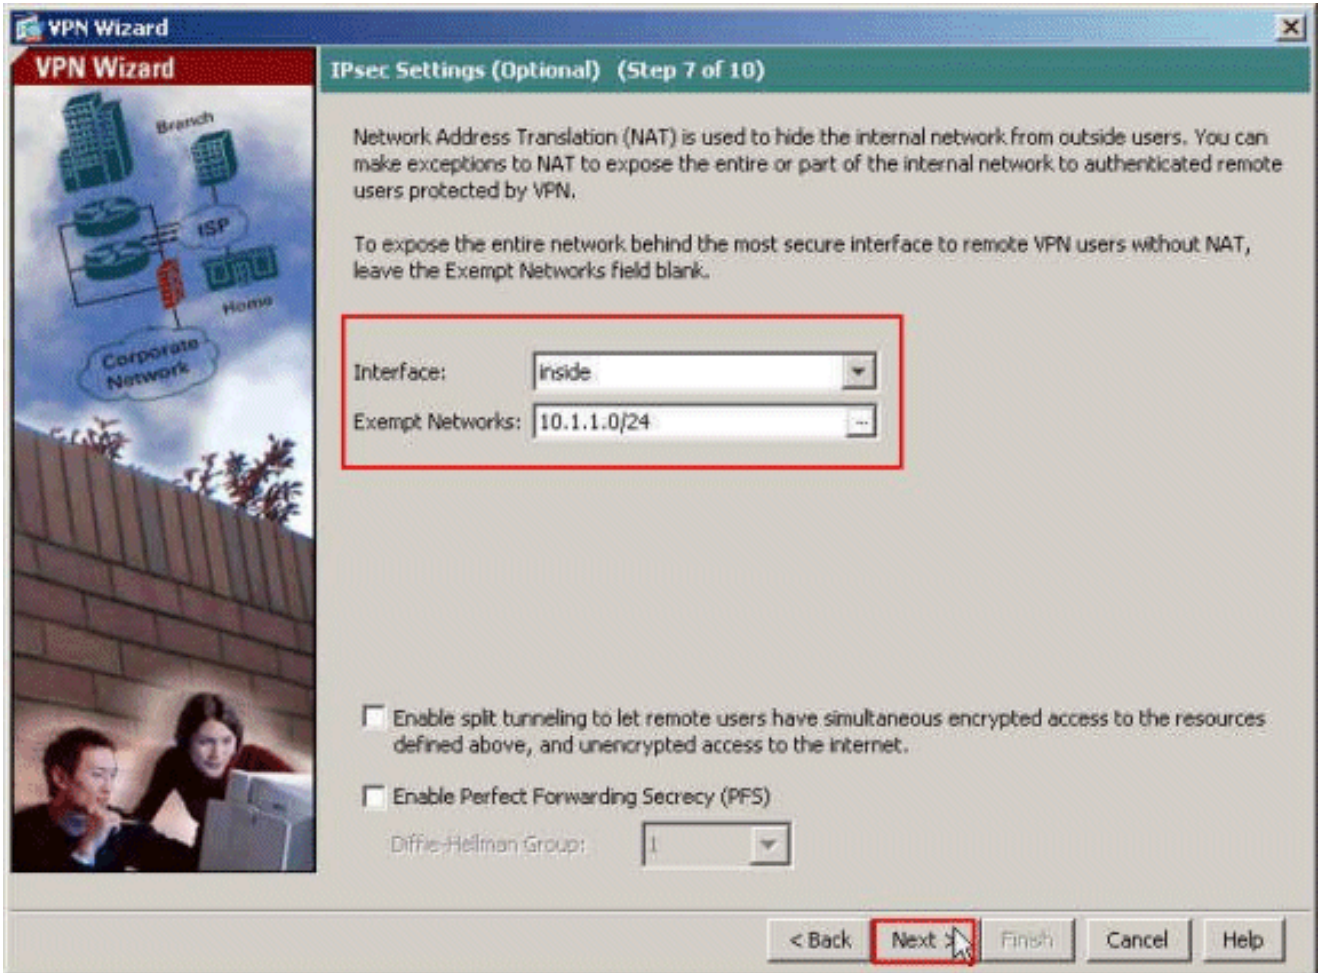 VPN Wizard
VPN Wizard
IPsec Settings (Optional) (Step 7 of 10)
Branch
ISP
Home
Corporate
Network
Network Address Translation (NAT) is used to hide the internal network from outside users. You can
make exceptions to NAT to expose the entire or part of the internal network to authenticated remote
users protected by VPN.
To expose the entire network behind the most secure interface to remote VPN users without NAT,
leave the Exempt Networks field blank.
Interface: inside
Exempt Networks: 10.1.1.0/24 ...
Enable split tunneling to let remote users have simultaneous encrypted access to the resources
defined above, and unencrypted access to the internet.
Enable Perfect Forwarding Secrecy (PFS)
Diffie-Hellman Group: 1
< Back Next > Finish Cancel Help